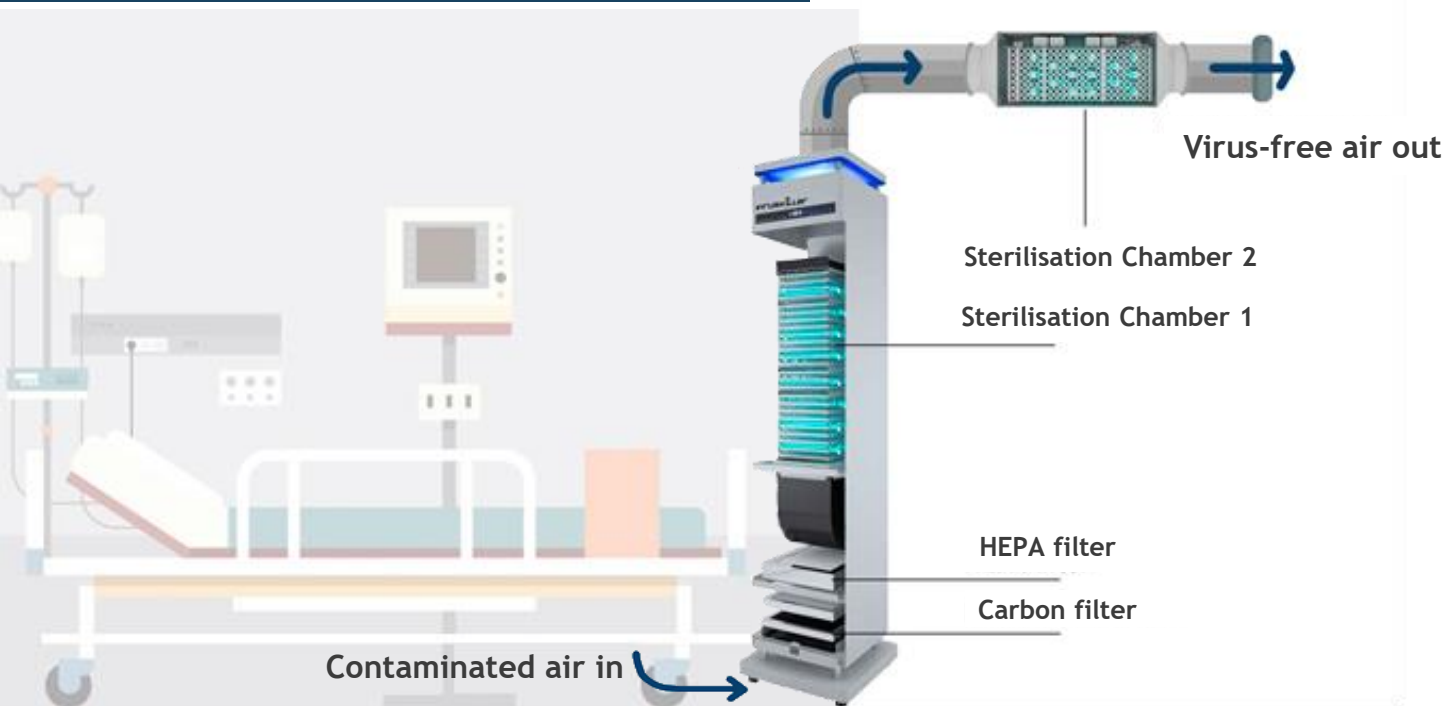 Virus-free air out
Sterilisation Chamber 2
Sterilisation Chamber 1
HEPA filter
Carbon filter
Contaminated air in